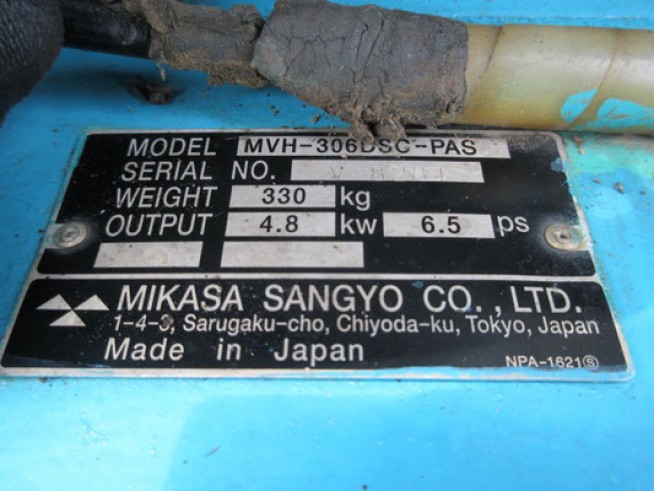 MODEL MVH-306DSC-PAS
SERIAL NO. V
WEIGHT 330 kg
OUTPUT 4.8 kw 6.5 ps
MIKASA SANGYO CO., LTD.
1-4-3, Sarugaku-cho, Chiyoda-ku, Tokyo, Japan
Made in Japan
NPA-1621Ⓢ